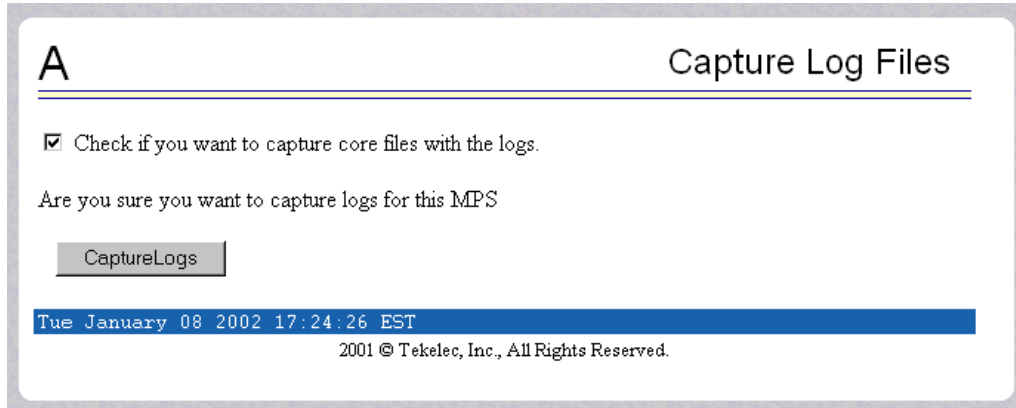 A
Capture Log Files
Check if you want to capture core files with the logs.
Are you sure you want to capture logs for this MPS
CaptureLogs
Tue January 08 2002 17:24:26 EST
2001 © Tekelec, Inc., All Rights Reserved.